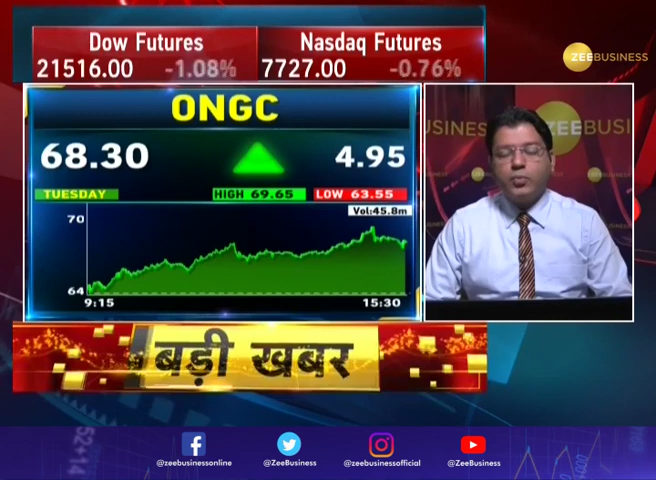 Dow Futures
21516.00 -1.08%
Nasdaq Futures
7727.00 -0.76%
ZEEBUSINESS
ONGC
68.30 4.95
TUESDAY HIGH 69.65 LOW 63.55
Vol:45.8m
70
64
9:15 15:30
USINES ZEEBUSI
बड़ी खबर
@zeebusinessonline @ZeeBusiness @zeebusinessofficial @ZeeBusiness